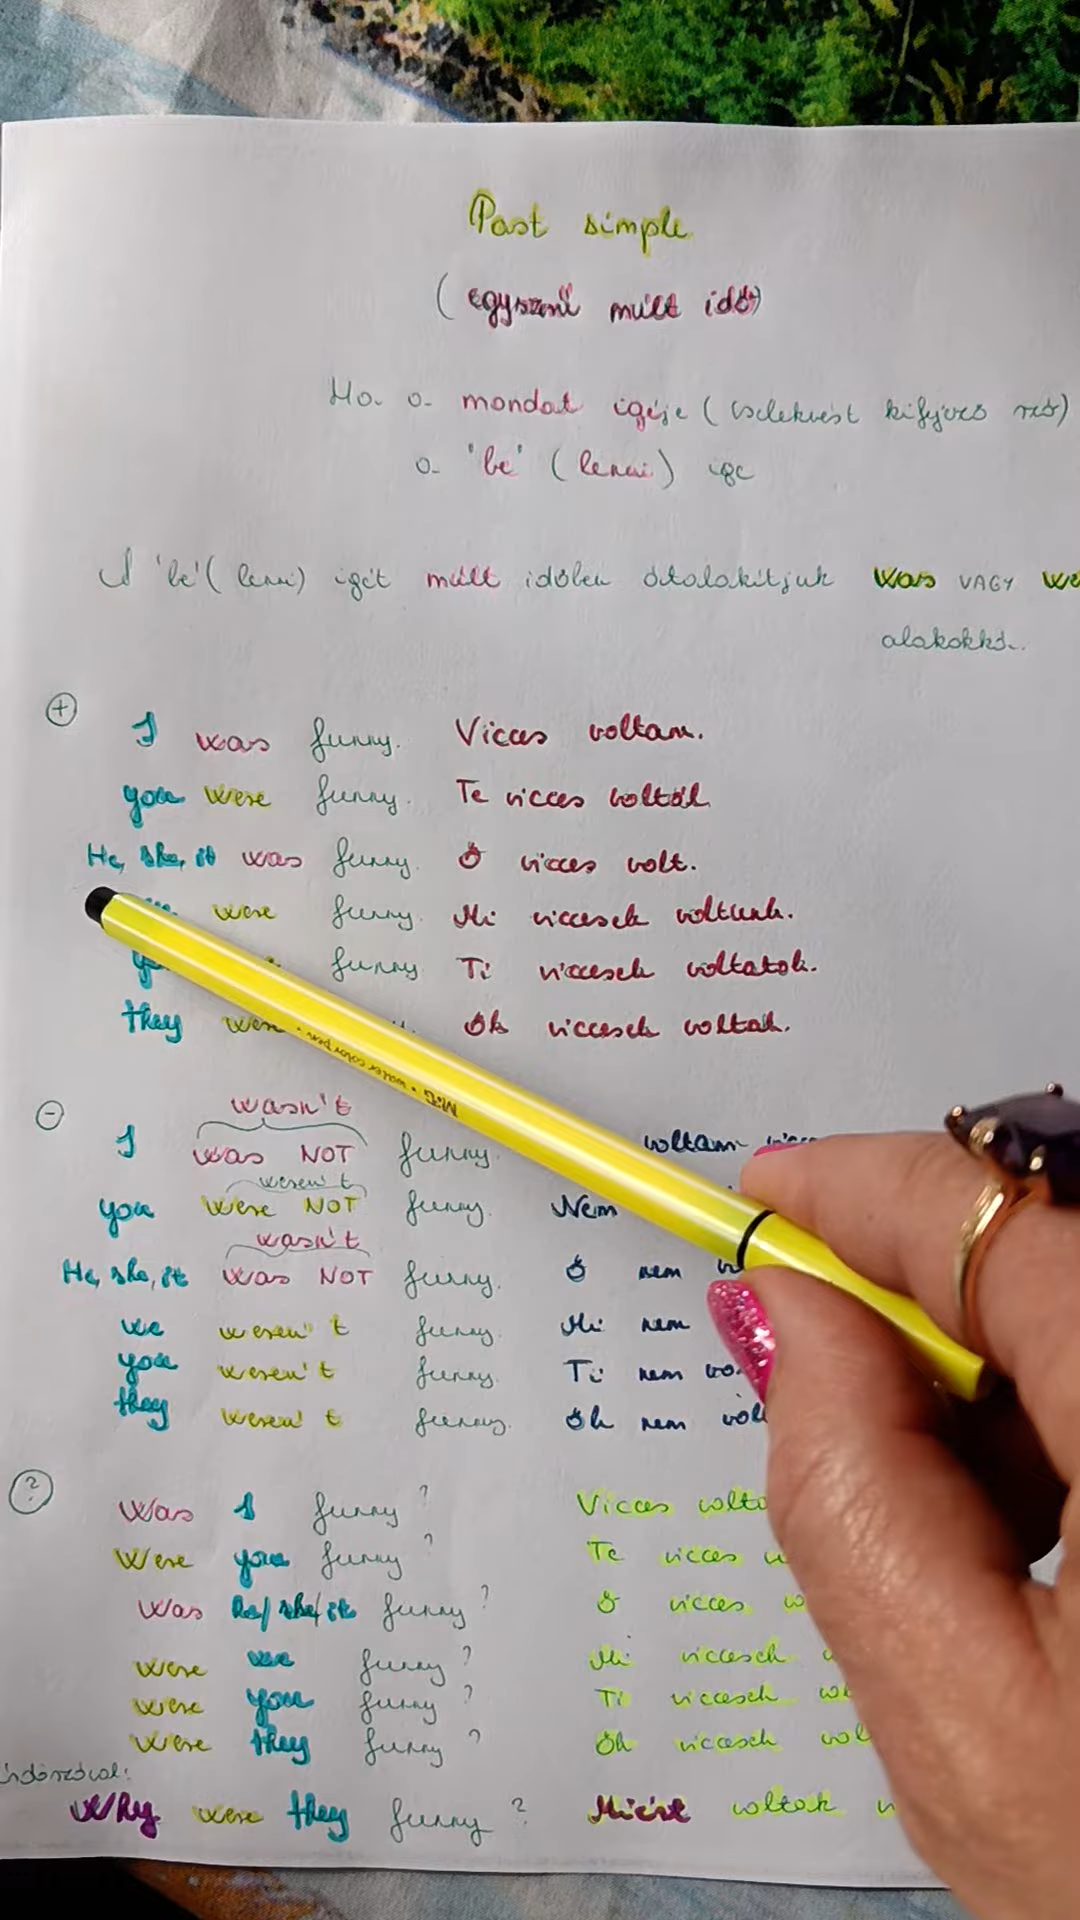 Past simple
(egyszerű múlt idő)
Ha a mondat igéje (cselekvést kifejező szó)
a 'be' (lenni) ige
A 'be' (lenni) igét múlt időben átalakítjuk was VAGY
alakokká.
+
I was funny. Vicces voltam.
you were funny. Te vicces voltál.
He, she, it was funny. Ő vicces volt.
were funny. Mi viccesek voltunk.
funny Ti viccesek voltatok.
they were Ők viccesek voltak.
-
wasn't
I was NOT funny. voltam
weren't
you were NOT funny. Nem
wasn't
He, she, it was NOT funny. Ő nem
we weren't funny. Mi nem
you weren't funny. Ti nem
they weren't funny. Ők nem
?
Was I funny? Vicces
Were you funny? Te vicces
Was he/she/it funny? Ő vicces
were we funny? Mi viccesek
were you funny? Ti viccesek
were they funny? Ők viccesek
Why were they funny? Miért voltak
water color pen